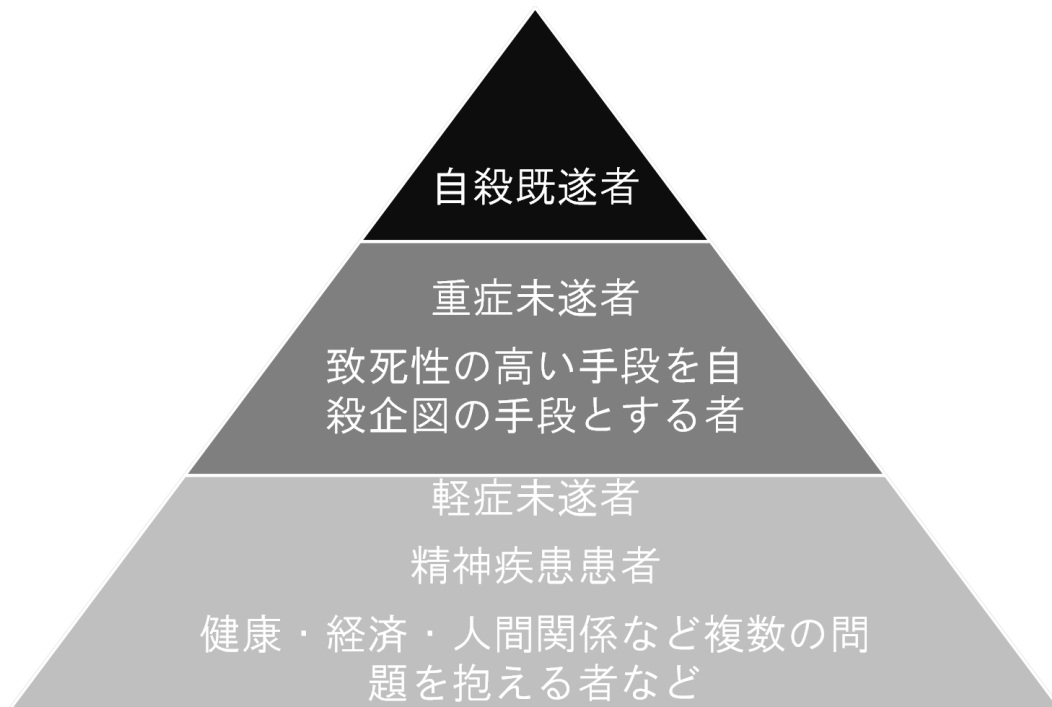 自殺既遂者
重症未遂者
致死性の高い手段を自
殺企図の手段とする者
軽症未遂者
精神疾患患者
健康・経済・人間関係など複数の問
題を抱える者など